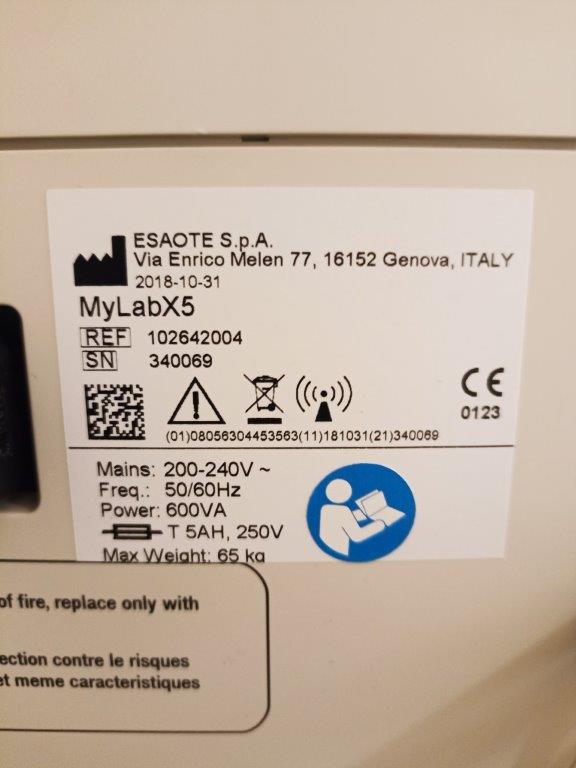 ESAOTE S.p.A.
Via Enrico Melen 77, 16152 Genova, ITALY
2018-10-31
MyLabX5
REF 102642004
SN 340069
CE
0123
(01)08056304453563(11)181031(21)340069
Mains: 200-240V ~
Freq.: 50/60Hz
Power: 600VA
T 5AH, 250V
Max Weight: 65 kg
of fire, replace only with
ection contre le risques
et meme caracteristiques